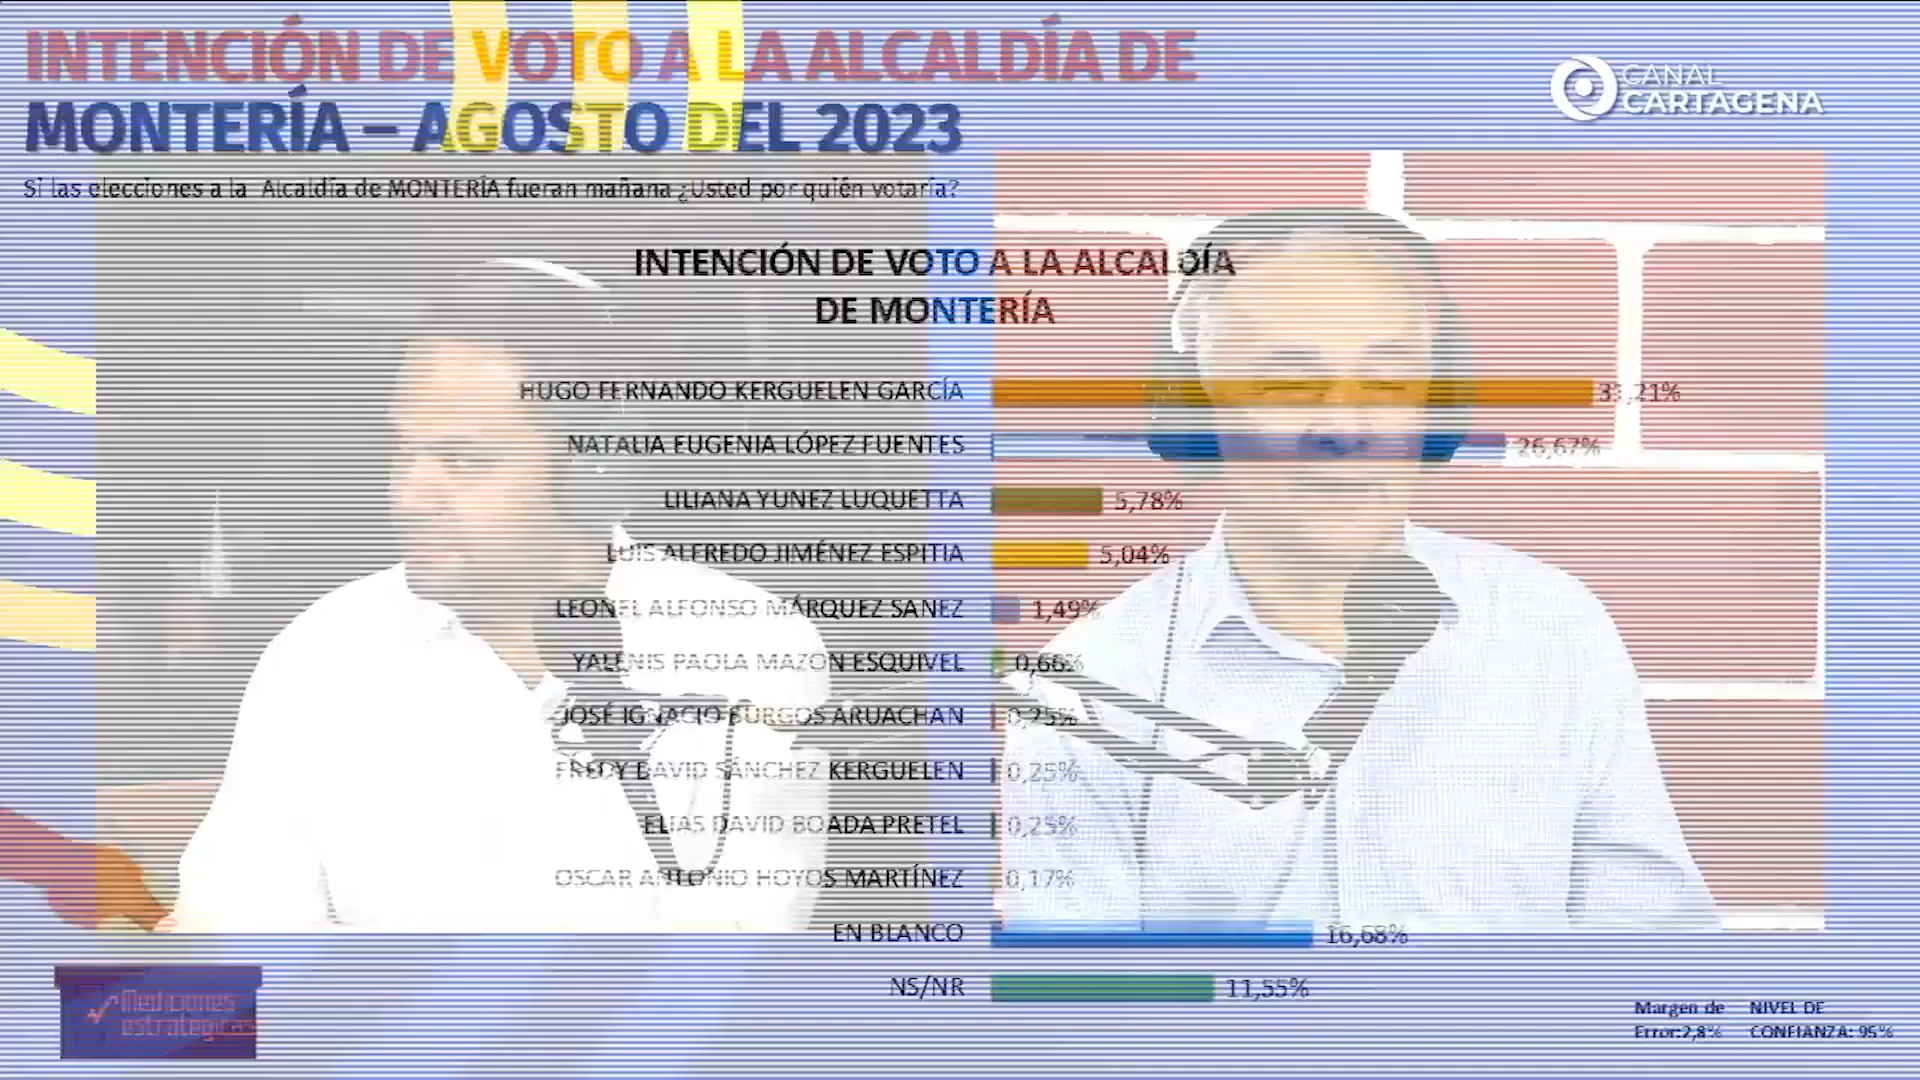 INTENCIÓN DE VOTO A LA ALCALDÍA DE
MONTERÍA – AGOSTO DEL 2023
CANAL
CARTAGENA
Si las elecciones a la Alcaldía de MONTERÍA fueran mañana ¿Usted por quién votaría?
INTENCIÓN DE VOTO A LA ALCALDÍA
DE MONTERÍA
HUGO FERNANDO KERGUELEN GARCÍA
NATALIA EUGENIA LÓPEZ FUENTES 26,67%
LILIANA YUNEZ LUQUETTA 5,78%
LUIS ALFREDO JIMÉNEZ ESPITIA 5,04%
LEONEL ALFONSO MÁRQUEZ SANEZ 1,49%
YALENIS PAOLA MAZON ESQUIVEL 0,66%
JOSÉ IGNACIO BURGOS ARUACHAN 0,25%
FREDY DAVID SÁNCHEZ KERGUELEN 0,25%
ELIAS DAVID BOADA PRETEL 0,25%
OSCAR ANTONIO HOYOS MARTÍNEZ 0,17%
EN BLANCO 16,68%
NS/NR 11,55%
Mediciones
estratégicas
Margen de
Error:2,8%
NIVEL DE
CONFIANZA: 95%